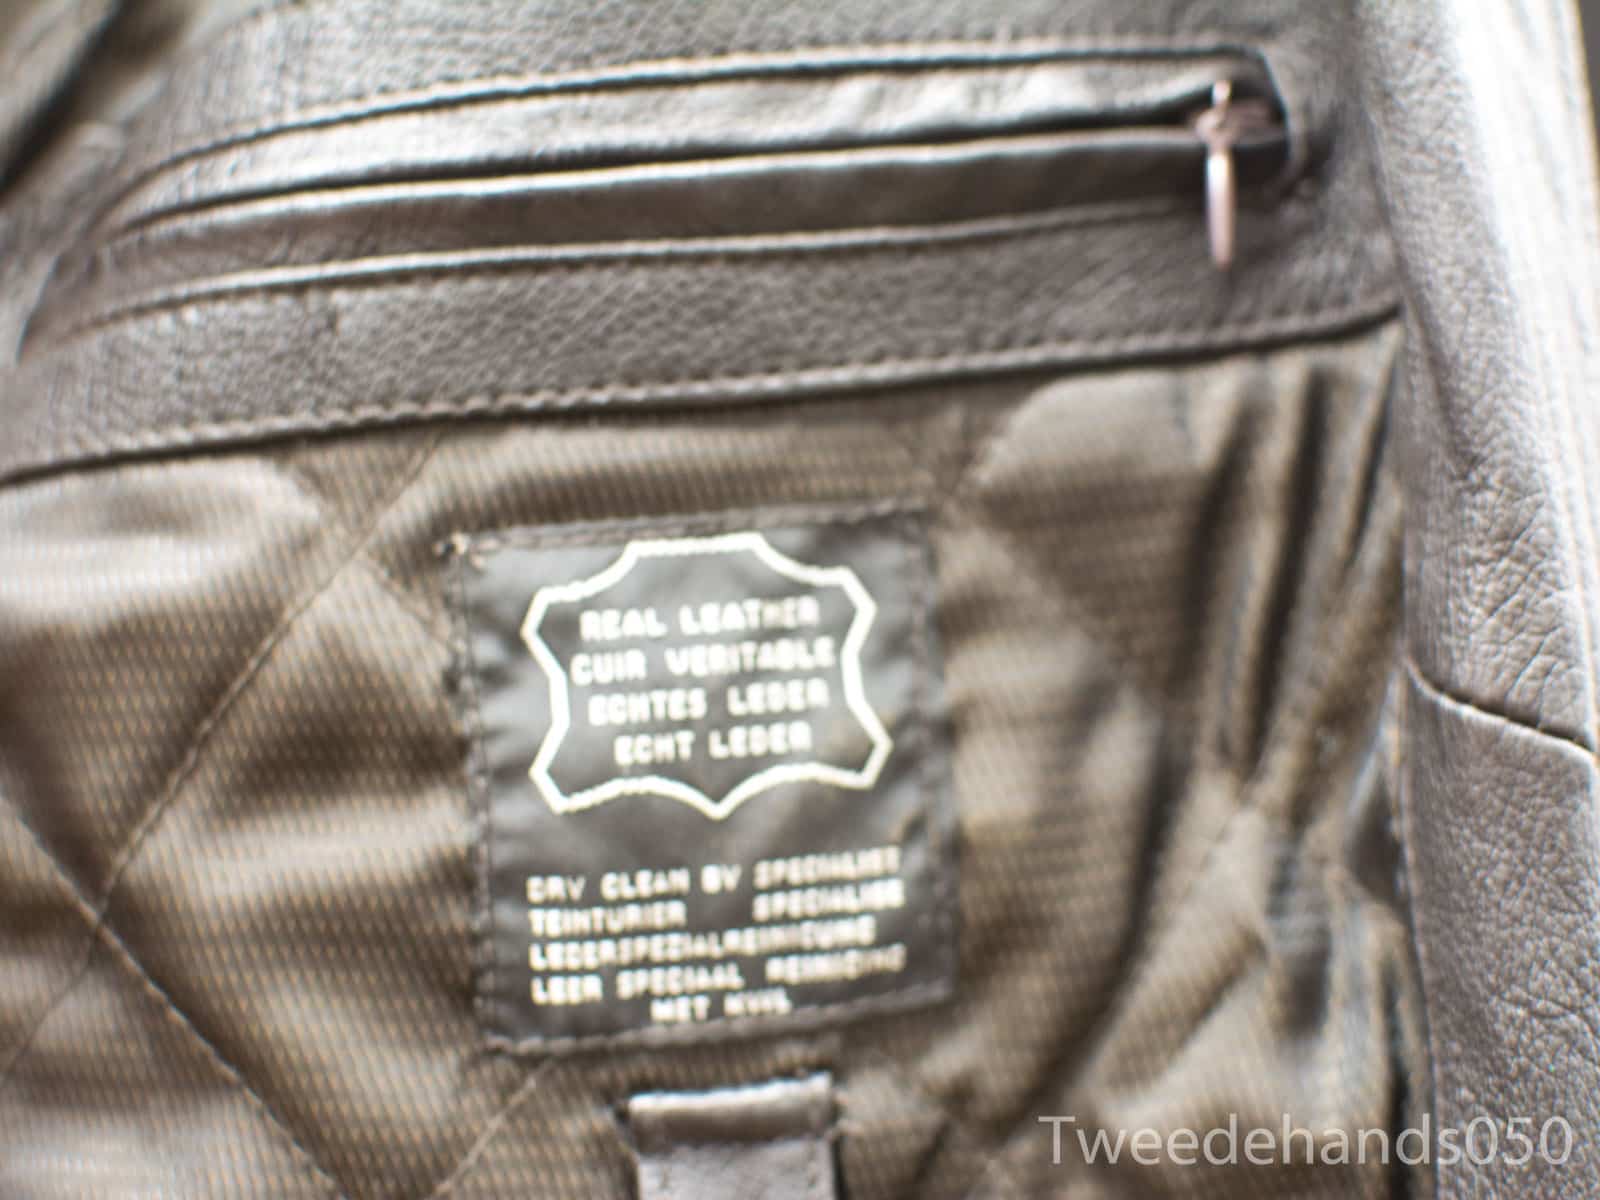 REAL LEATHER
CUIR VERITABLE
ECHTES LEDER
ECHT LEDER
DRY CLEAN BY SPECIALIST
TEINTURIER SPECIALISE
LEDERSPEZIALREINIGUNG
LEER SPECIAAL REINIGING
MET
Tweedehands050